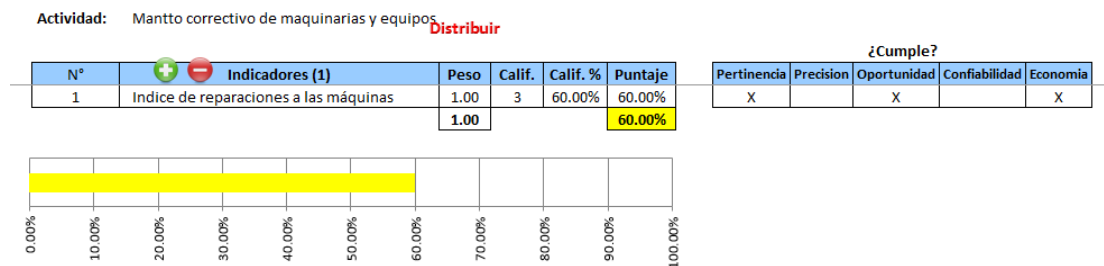 Actividad: Mantto correctivo de maquinarias y equipos
Distribuir
¿Cumple?
N° Indicadores (1) Peso Calif. Calif. % Puntaje Pertinencia Precision Oportunidad Confiabilidad Economia
1 Indice de reparaciones a las máquinas 1.00 3 60.00% 60.00% X X X
1.00 60.00%
0.00% 10.00% 20.00% 30.00% 40.00% 50.00% 60.00% 70.00% 80.00% 90.00% 100.00%